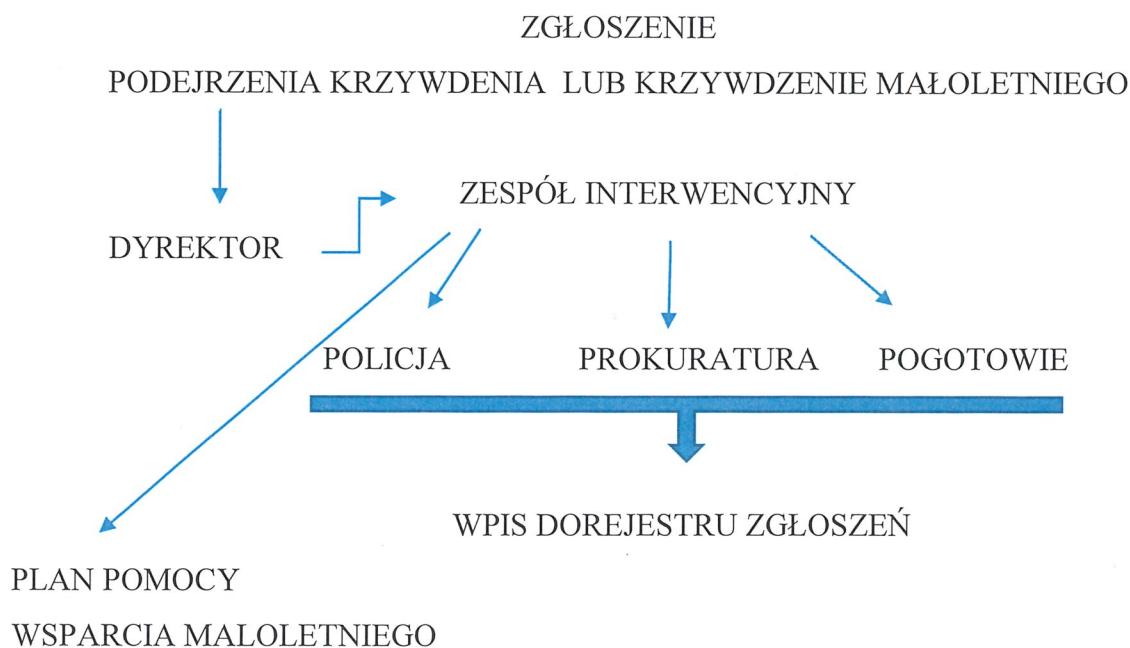 ZGŁOSZENIE
PODEJRZENIA KRZYWDENIA LUB KRZYWDZENIE MAŁOLETNIEGO
ZESPÓŁ INTERWENCYJNY
DYREKTOR
POLICJA PROKURATURA POGOTOWIE
WPIS DOREJESTRU ZGŁOSZEŃ
PLAN POMOCY
WSPARCIA MALOLETNIEGO